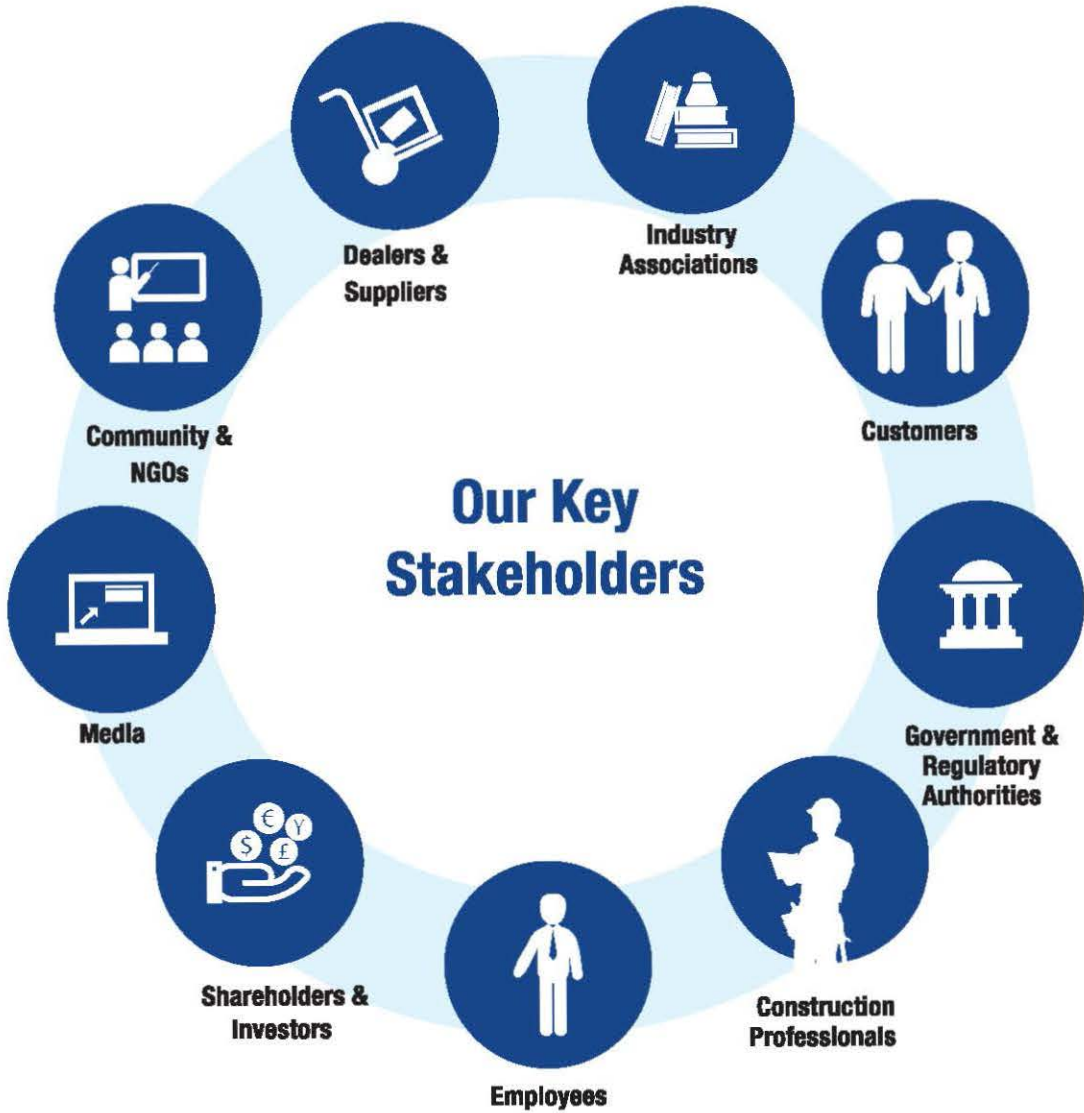 Dealers &
Suppliers
Industry
Associations
Customers
Community &
NGOs
Our Key
Stakeholders
Media
Government &
Regulatory
Authorities
€
Y
$
£
Shareholders &
Investors
Construction
Professionals
Employees